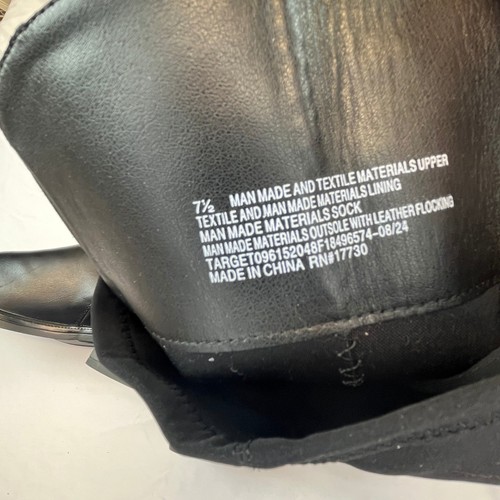 7½ MAN MADE AND TEXTILE MATERIALS UPPER
TEXTILE AND MAN MADE MATERIALS LINING
MAN MADE MATERIALS SOCK
MAN MADE MATERIALS OUTSOLE WITH LEATHER FLOCKING
TARGET096152048F18496574-08/24
MADE IN CHINA RN#17730